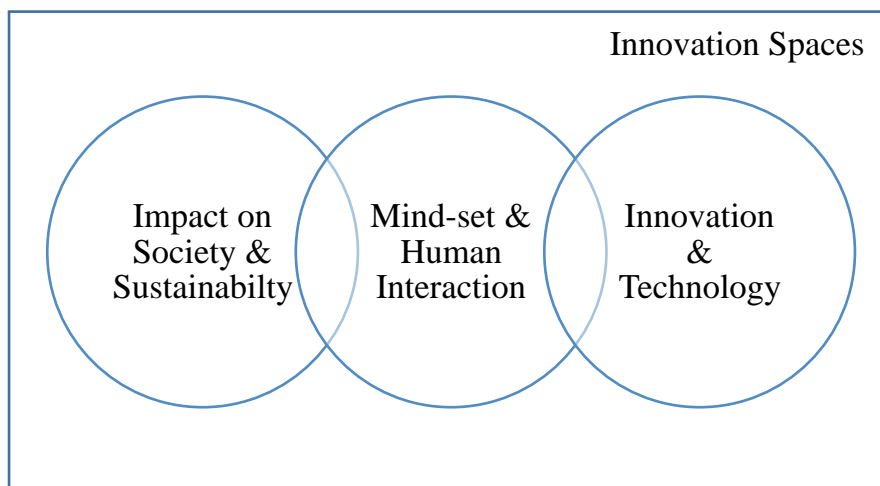 Innovation Spaces
Impact on
Society &
Sustainabilty
Mind-set &
Human
Interaction
Innovation
&
Technology